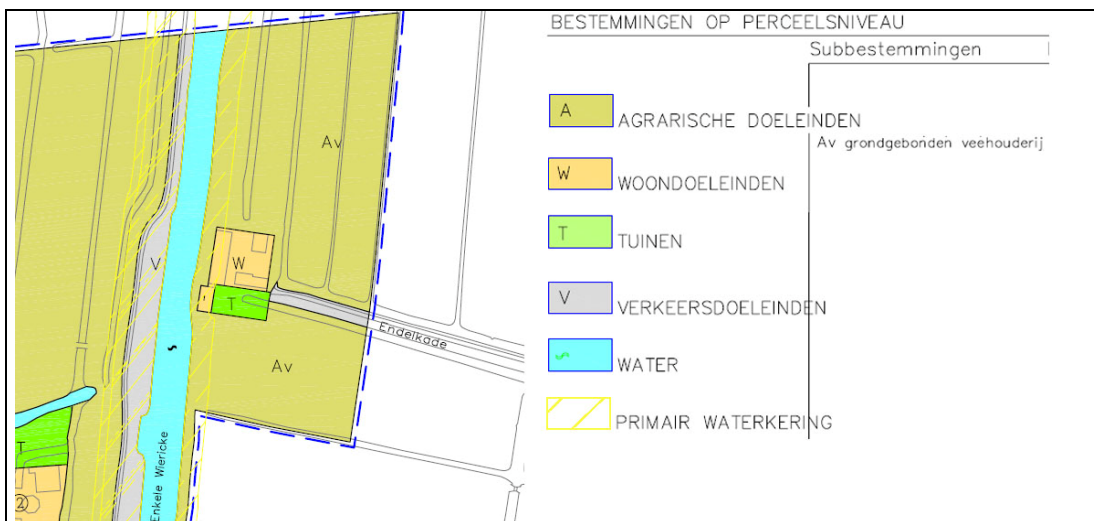 Av
V
W
T
Endelkade
Av
T
2
Enkele Wiericke
BESTEMMINGEN OP PERCEELSNIVEAU
Subbestemmingen
A AGRARISCHE DOELEINDEN
Av grondgebonden veehouderij
W WOONDOELEINDEN
T TUINEN
V VERKEERSDOELEINDEN
WATER
PRIMAIR WATERKERING